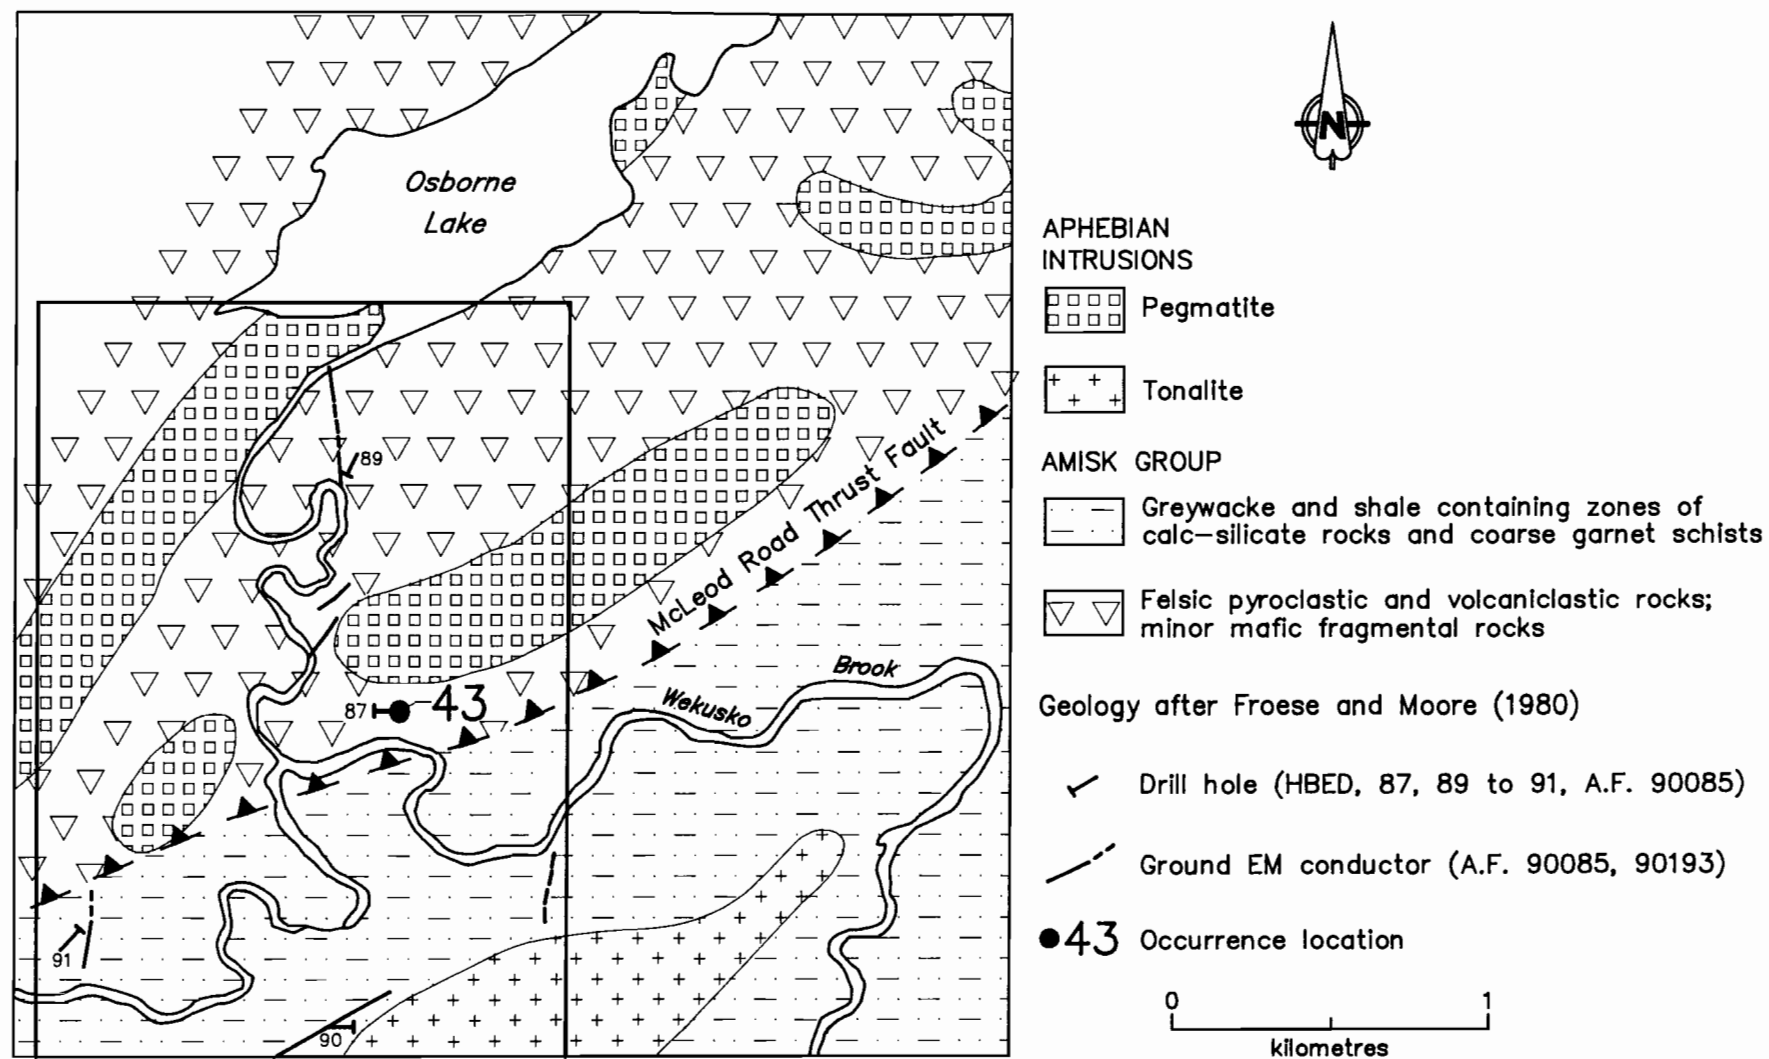 Osborne
Lake
89
McLeod Road Thrust Fault
87
43
Wekusko
Brook
91
90
N
APHEBIAN
INTRUSIONS
Pegmatite
Tonalite
AMISK GROUP
Greywacke and shale containing zones of
calc-silicate rocks and coarse garnet schists
Felsic pyroclastic and volcaniclastic rocks;
minor mafic fragmental rocks
Geology after Froese and Moore (1980)
Drill hole (HBED, 87, 89 to 91, A.F. 90085)
Ground EM conductor (A.F. 90085, 90193)
43 Occurrence location
0 1
kilometres